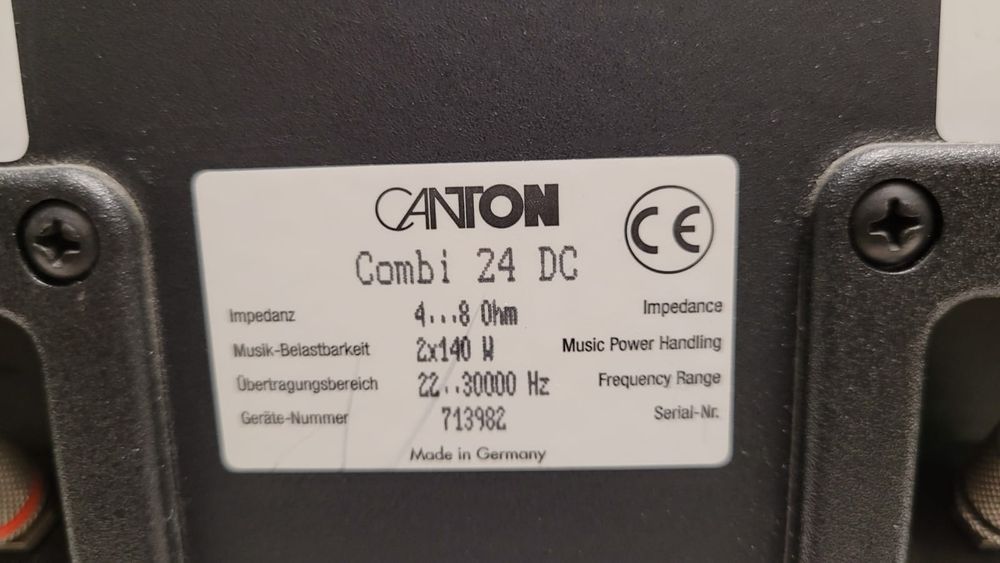 CANTON
CE
Combi 24 DC
Impedanz 4...8 Ohm Impedance
Musik-Belastbarkeit 2x140 W Music Power Handling
Übertragungsbereich 22..30000 Hz Frequency Range
Geräte-Nummer 713982 Serial-Nr.
Made in Germany